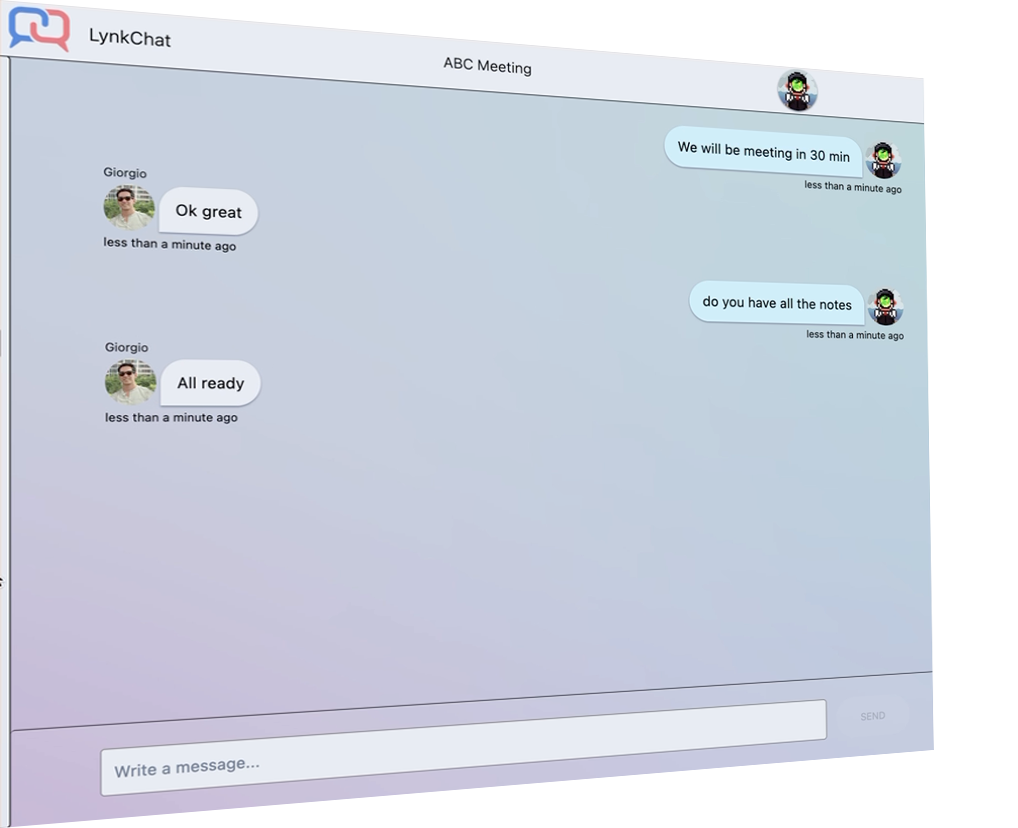 LynkChat
ABC Meeting
We will be meeting in 30 min
less than a minute ago
Giorgio
Ok great
less than a minute ago
do you have all the notes
less than a minute ago
Giorgio
All ready
less than a minute ago
Write a message...
SEND